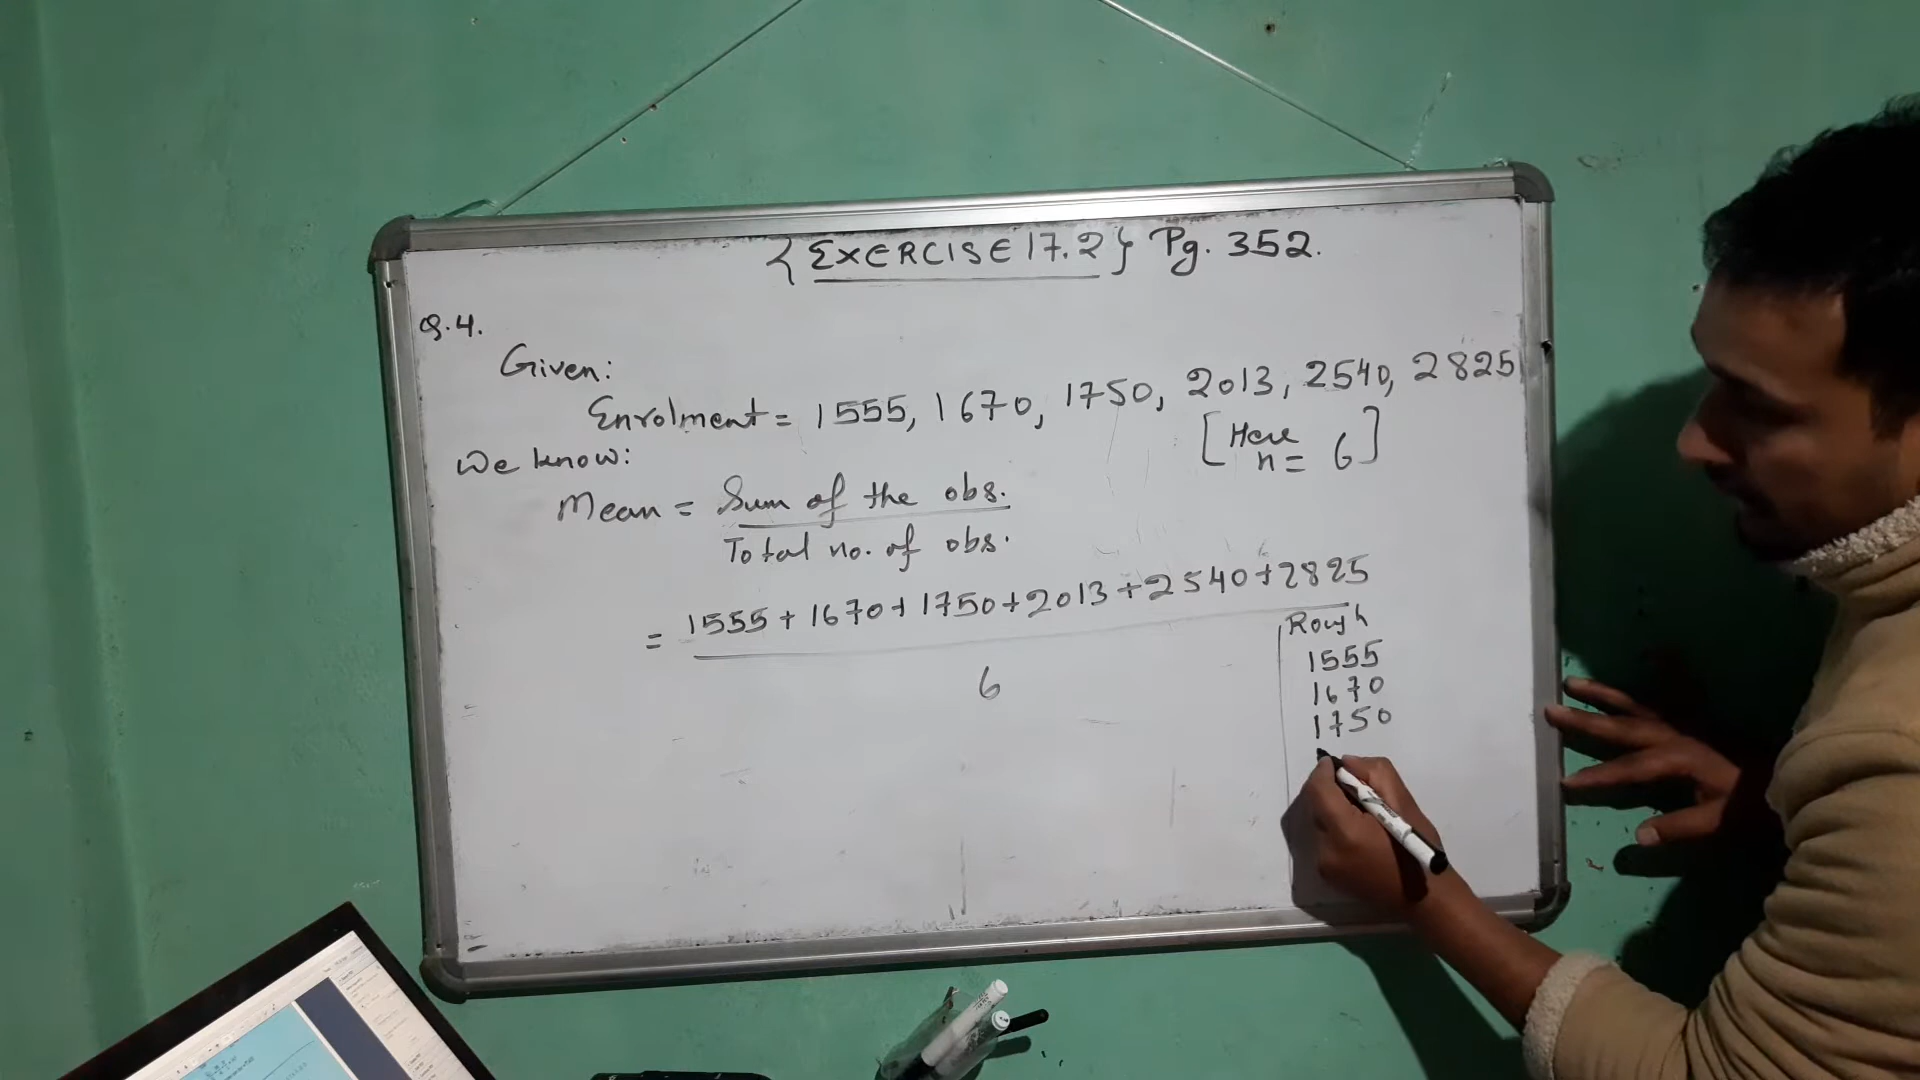 {EXERCISE 17.2} Pg. 352.
Q.4.
Given:
Enrolment = 1555, 1670, 1750, 2013, 2540, 2825
[Here
n = 6]
We know:
Mean = Sum of the obs.
Total no. of obs.
= 1555 + 1670 + 1750 + 2013 + 2540 + 2825
6
Rough
1555
1670
1750